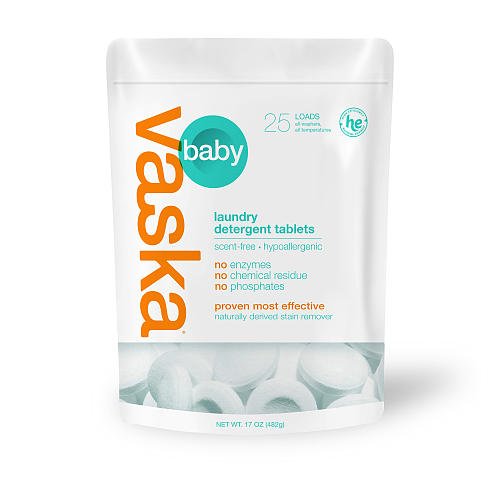 vaska
baby
25 LOADS
all washers,
all temperatures
he
laundry
detergent tablets
scent-free • hypoallergenic
no enzymes
no chemical residue
no phosphates
proven most effective
naturally derived stain remover
NET WT. 17 OZ (482g)